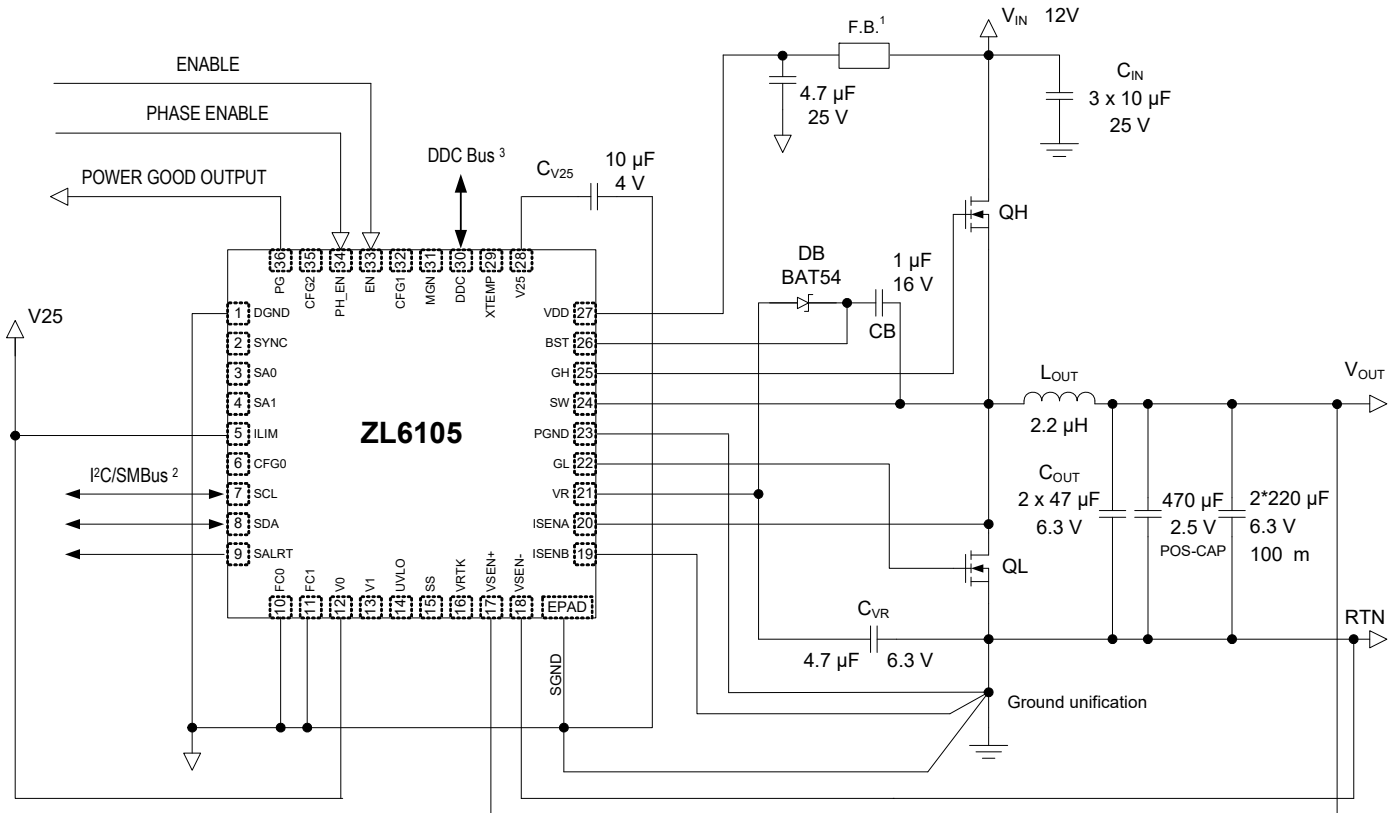 V_IN 12V
F.B.¹
ENABLE
C_IN
3 x 10 µF
25 V
4.7 µF
25 V
PHASE ENABLE
DDC Bus ³
C_V25
10 µF
4 V
POWER GOOD OUTPUT
QH
DB
BAT54
1 µF
16 V
CB
36 PG
35 CFG2
34 PH_EN
33 EN
32 CFG1
31 MGN
30 DDC
29 XTEMP
28 V25
V25
1 DGND
2 SYNC
3 SA0
4 SA1
5 ILIM
6 CFG0
7 SCL
8 SDA
9 SALRT
I²C/SMBus ²
ZL6105
VDD 27
BST 26
GH 25
SW 24
PGND 23
GL 22
VR 21
ISENA 20
ISENB 19
10 FC0
11 FC1
12 V0
13 V1
14 UVLO
15 SS
16 VRTK
17 VSEN+
18 VSEN-
EPAD
SGND
L_OUT
2.2 µH
V_OUT
C_OUT
2 x 47 µF
6.3 V
470 µF
2.5 V
POS-CAP
2*220 µF
6.3 V
100 m
QL
C_VR
4.7 µF 6.3 V
RTN
Ground unification